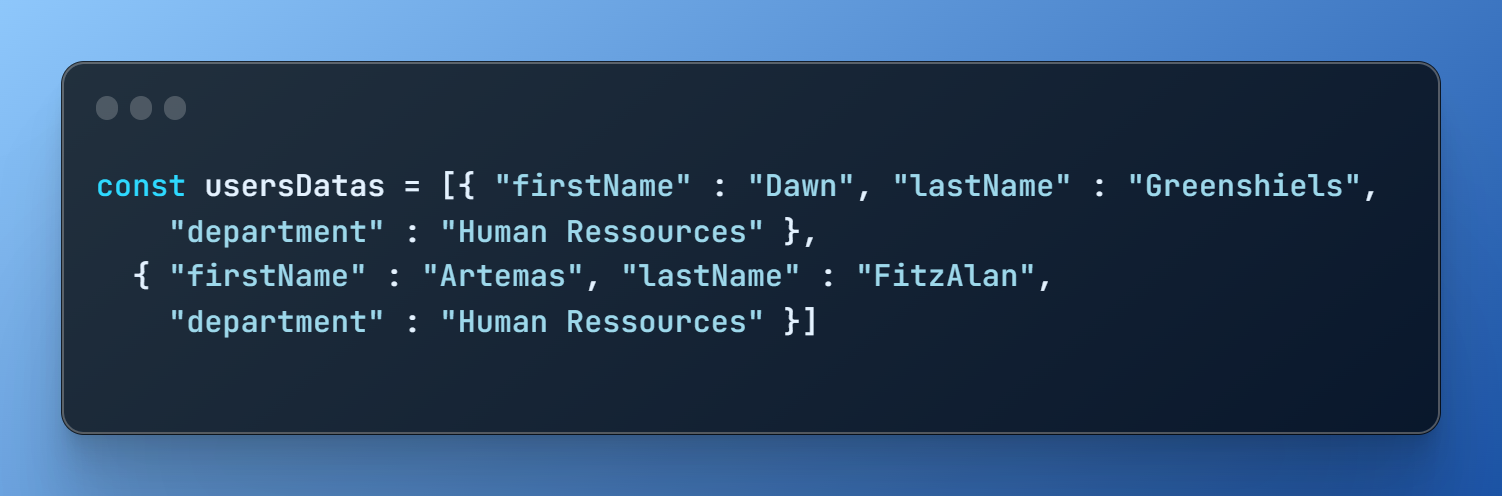 const usersDatas = [{ "firstName" : "Dawn", "lastName" : "Greenshiels",
    "department" : "Human Ressources" },
  { "firstName" : "Artemas", "lastName" : "FitzAlan",
    "department" : "Human Ressources" }]